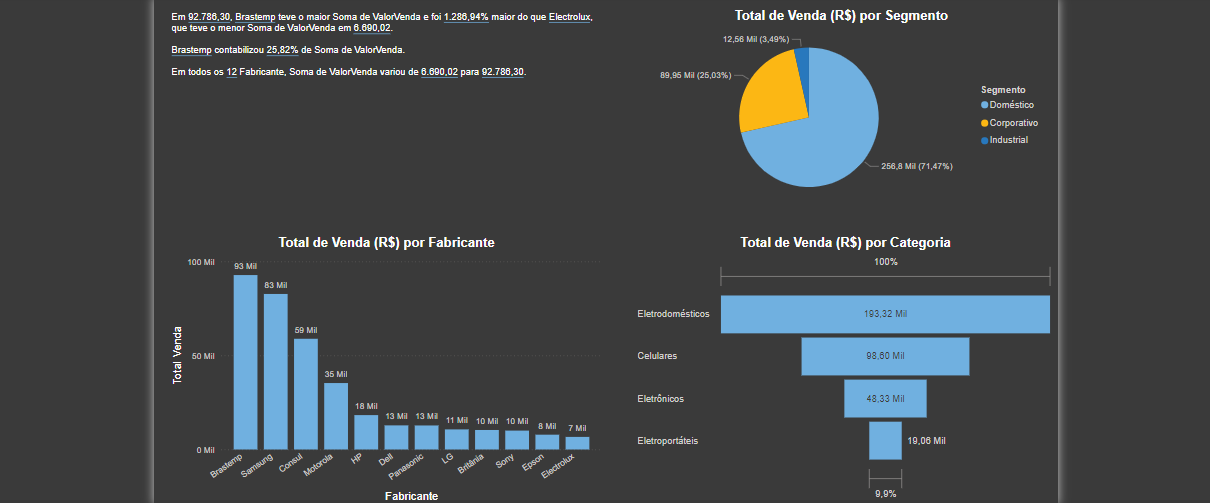 Em 92.786,30, Brastemp teve o maior Soma de ValorVenda e foi 1.286,94% maior do que Electrolux,
que teve o menor Soma de ValorVenda em 6.690,02.
Brastemp contabilizou 25,82% de Soma de ValorVenda.
Em todos os 12 Fabricante, Soma de ValorVenda variou de 6.690,02 para 92.786,30.
Total de Venda (R$) por Segmento
12,56 Mil (3,49%)
89,95 Mil (25,03%)
256,8 Mil (71,47%)
Segmento
Doméstico
Corporativo
Industrial
Total de Venda (R$) por Fabricante
Total Venda
100 Mil
50 Mil
0 Mil
93 Mil
83 Mil
59 Mil
35 Mil
18 Mil
13 Mil
13 Mil
11 Mil
10 Mil
10 Mil
8 Mil
7 Mil
Brastemp
Samsung
Consul
Motorola
HP
Dell
Panasonic
LG
Britânia
Sony
Epson
Electrolux
Fabricante
Total de Venda (R$) por Categoria
100%
Eletrodomésticos
193,32 Mil
Celulares
98,60 Mil
Eletrônicos
48,33 Mil
Eletroportáteis
19,06 Mil
9,9%